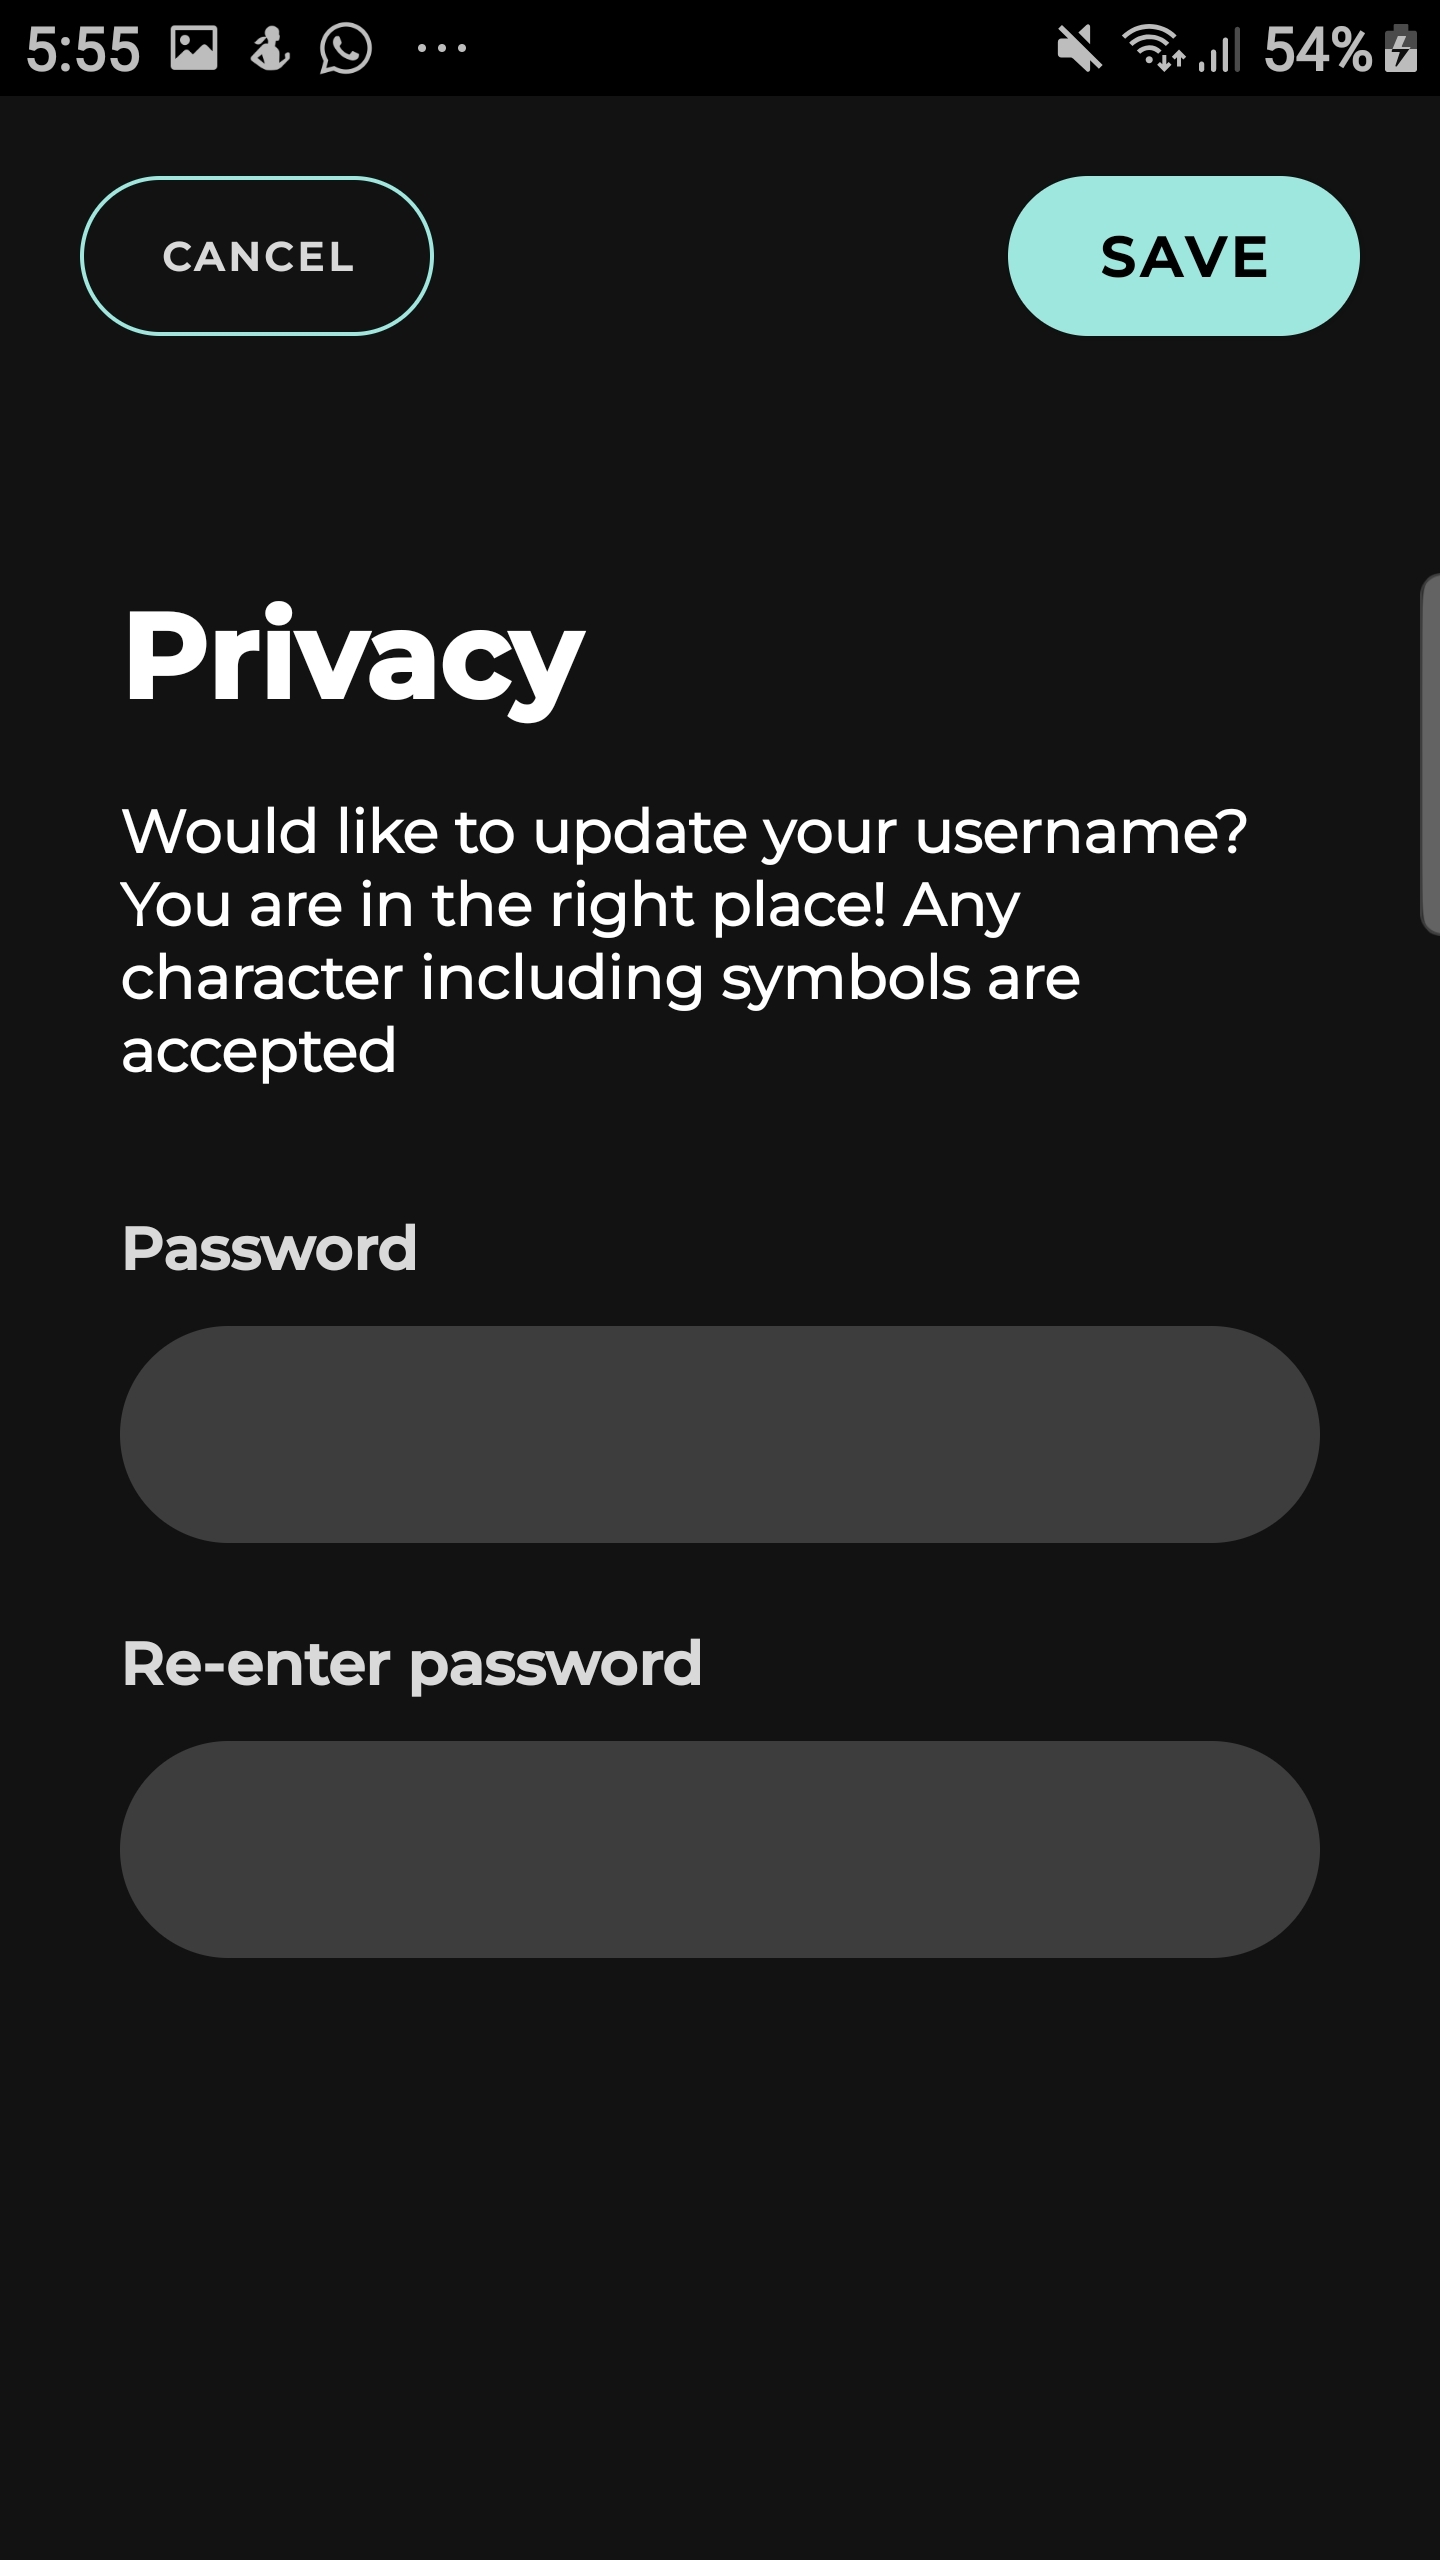 5:55 54%
CANCEL SAVE
Privacy
Would like to update your username?
You are in the right place! Any
character including symbols are
accepted
Password
Re-enter password